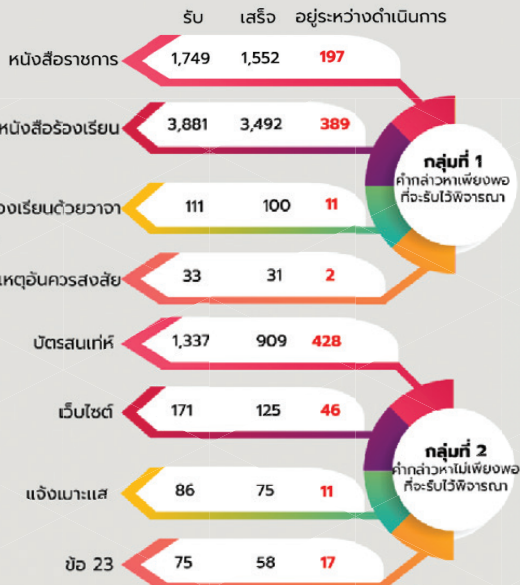 รับ เสร็จ อยู่ระหว่างดำเนินการ
หนังสือราชการ 1,749 1,552 197
หนังสือร้องเรียน 3,881 3,492 389
กลุ่มที่ 1
คำกล่าวหาเพียงพอ
ที่จะรับไว้พิจารณา
องเรียนด้วยวาจา 111 100 11
เหตุอันควรสงสัย 33 31 2
บัตรสนเท่ห์ 1,337 909 428
เว็บไซต์ 171 125 46
กลุ่มที่ 2
คำกล่าวหาไม่เพียงพอ
ที่จะรับไว้พิจารณา
แจ้งเบาะแส 86 75 11
ข้อ 23 75 58 17